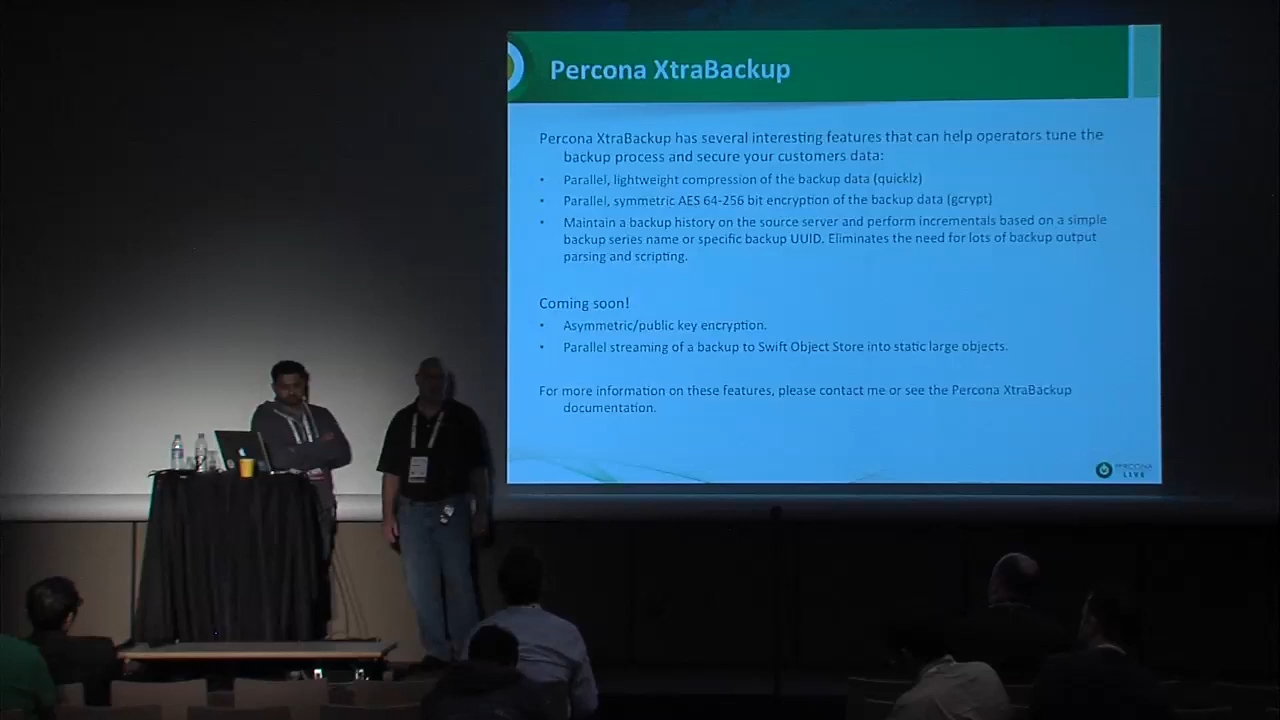 Percona XtraBackup
Percona XtraBackup has several interesting features that can help operators tune the
backup process and secure your customers data:
• Parallel, lightweight compression of the backup data (quicklz)
• Parallel, symmetric AES 64-256 bit encryption of the backup data (gcrypt)
• Maintain a backup history on the source server and perform incrementals based on a simple
backup series name or specific backup UUID. Eliminates the need for lots of backup output
parsing and scripting.
Coming soon!
• Asymmetric/public key encryption.
• Parallel streaming of a backup to Swift Object Store into static large objects.
For more information on these features, please contact me or see the Percona XtraBackup
documentation.
PERCONA
LIVE